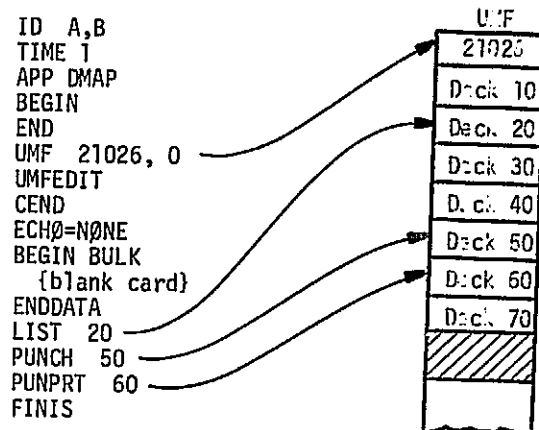 ID A,B
TIME 1
APP DMAP
BEGIN
END
UMF 21026, 0
UMFEDIT
CEND
ECHØ=NØNE
BEGIN BULK
{blank card}
ENDDATA
LIST 20
PUNCH 50
PUNPRT 60
FINIS
UMF
21026
Deck 10
Deck 20
Deck 30
Deck 40
Deck 50
Deck 60
Deck 70